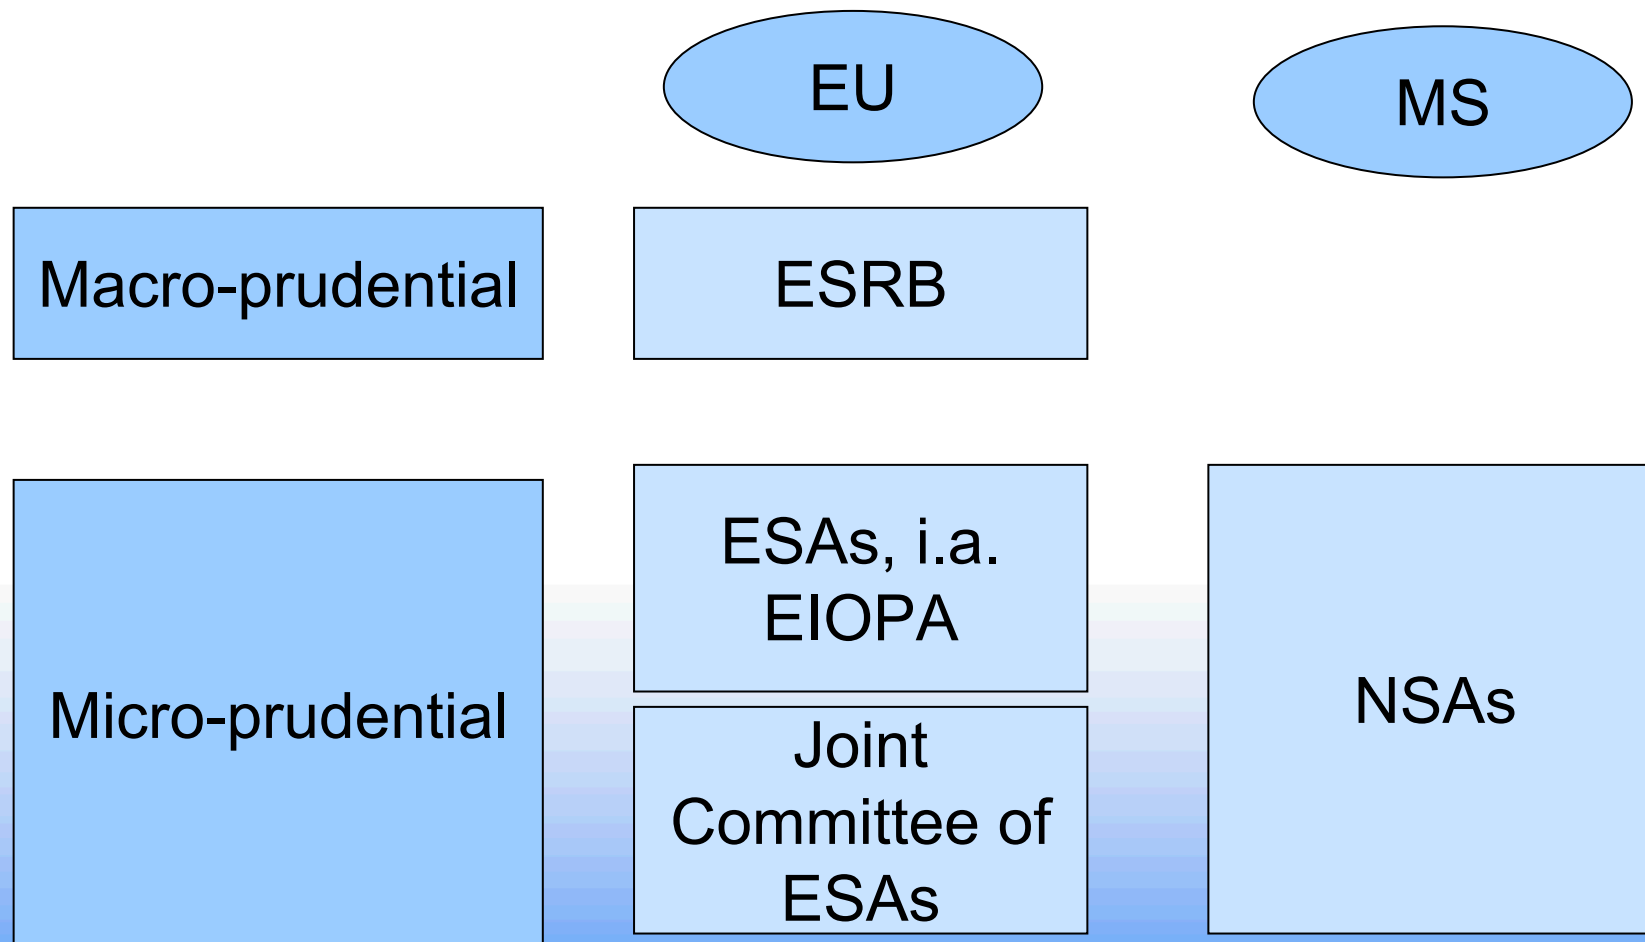 EU
MS
Macro-prudential
ESRB
Micro-prudential
ESAs, i.a.
EIOPA
Joint
Committee of
ESAs
NSAs